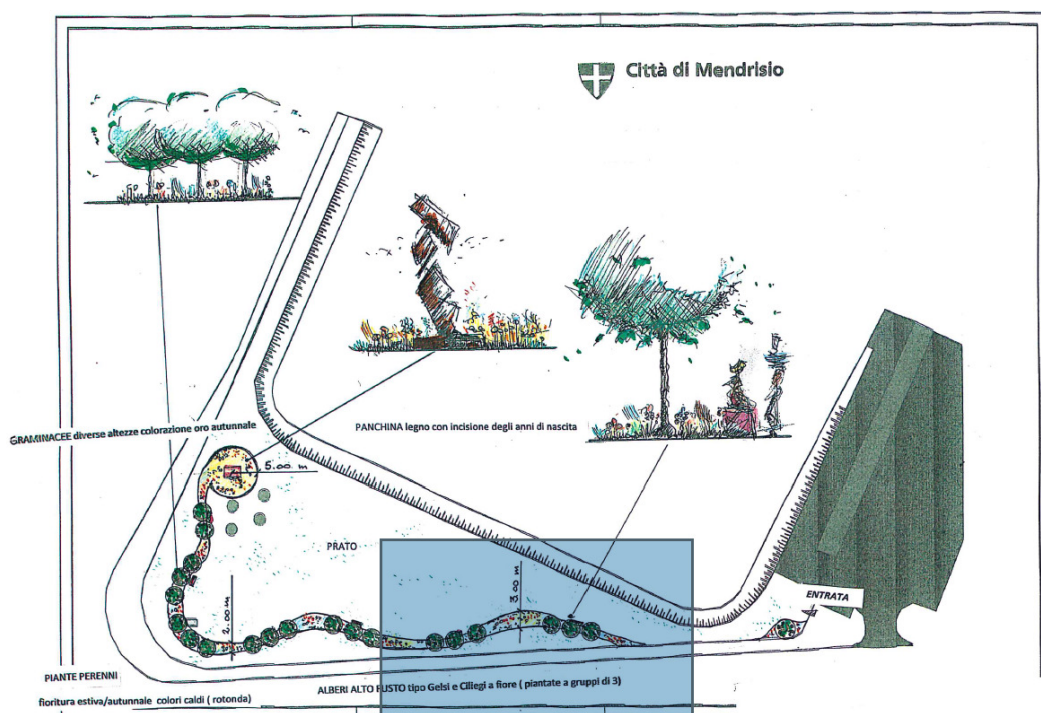 Città di Mendrisio
GRAMINACEE diverse altezze colorazione oro autunnale
PANCHINA legno con incisione degli anni di nascita
5.00 m
PRATO
3.00 m
2.00 m
ENTRATA
PIANTE PERENNI
fioritura estiva/autunnale colori caldi ( rotonda)
ALBERI ALTO FUSTO tipo Gelsi e Ciliegi a fiore ( piantate a gruppi di 3)